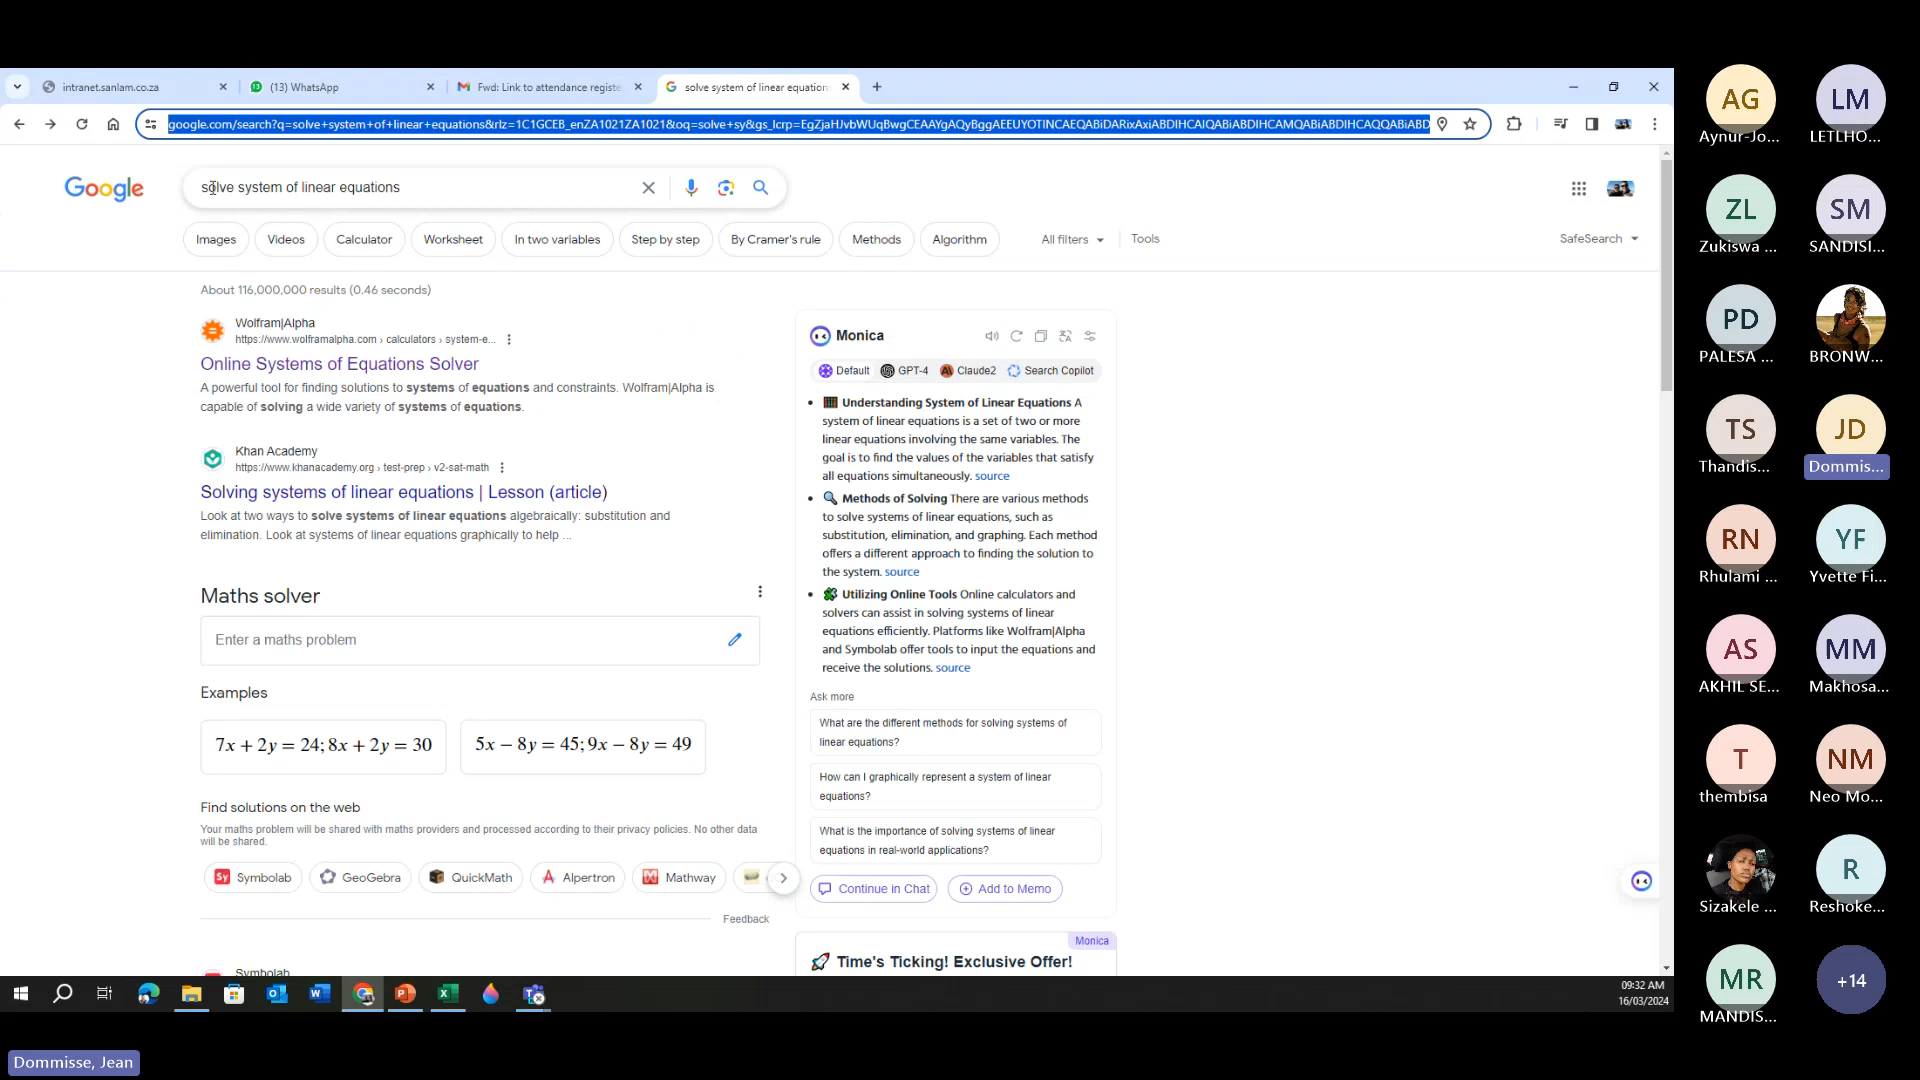 intranet.sanlam.co.za
(13) WhatsApp
Fwd: Link to attendance registe
solve system of linear equation
google.com/search?q=solve+system+of+linear+equations&rlz=1C1GCEB_enZA1021ZA1021&oq=solve+sy&gs_lcrp=EgZjaHJvbWUqBwgCEAAYgAQyBggAEEUYOTINCAEQABiDARixAxiABDIHCAIQABiABDIHCAMQABiABDIHCAQQABiABD
Google
solve system of linear equations
Images
Videos
Calculator
Worksheet
In two variables
Step by step
By Cramer's rule
Methods
Algorithm
All filters
Tools
SafeSearch
About 116,000,000 results (0.46 seconds)
Wolfram|Alpha
https://www.wolframalpha.com › calculators › system-e...
Online Systems of Equations Solver
A powerful tool for finding solutions to systems of equations and constraints. Wolfram|Alpha is
capable of solving a wide variety of systems of equations.
Khan Academy
https://www.khanacademy.org › test-prep › v2-sat-math
Solving systems of linear equations | Lesson (article)
Look at two ways to solve systems of linear equations algebraically: substitution and
elimination. Look at systems of linear equations graphically to help ...
Maths solver
Enter a maths problem
Examples
7x + 2y = 24; 8x + 2y = 30
5x − 8y = 45; 9x − 8y = 49
Find solutions on the web
Your maths problem will be shared with maths providers and processed according to their privacy policies. No other data
will be shared.
Sy Symbolab
GeoGebra
QuickMath
Alpertron
Mathway
Feedback
Symbolab
Monica
Default
GPT-4
Claude2
Search Copilot
Understanding System of Linear Equations A
system of linear equations is a set of two or more
linear equations involving the same variables. The
goal is to find the values of the variables that satisfy
all equations simultaneously. source
Methods of Solving There are various methods
to solve systems of linear equations, such as
substitution, elimination, and graphing. Each method
offers a different approach to finding the solution to
the system. source
Utilizing Online Tools Online calculators and
solvers can assist in solving systems of linear
equations efficiently. Platforms like Wolfram|Alpha
and Symbolab offer tools to input the equations and
receive the solutions. source
Ask more
What are the different methods for solving systems of
linear equations?
How can I graphically represent a system of linear
equations?
What is the importance of solving systems of linear
equations in real-world applications?
Continue in Chat
Add to Memo
Monica
Time's Ticking! Exclusive Offer!
09:32 AM
16/03/2024
Dommisse, Jean
AG
Aynur-Jo...
LM
LETLHO...
ZL
Zukiswa ...
SM
SANDISI...
PD
PALESA ...
BRONW...
TS
Thandis...
JD
Dommis...
RN
Rhulami ...
YF
Yvette Fi...
AS
AKHIL SE...
MM
Makhosa...
T
thembisa
NM
Neo Mo...
Sizakele ...
R
Reshoke...
MR
MANDIS...
+14